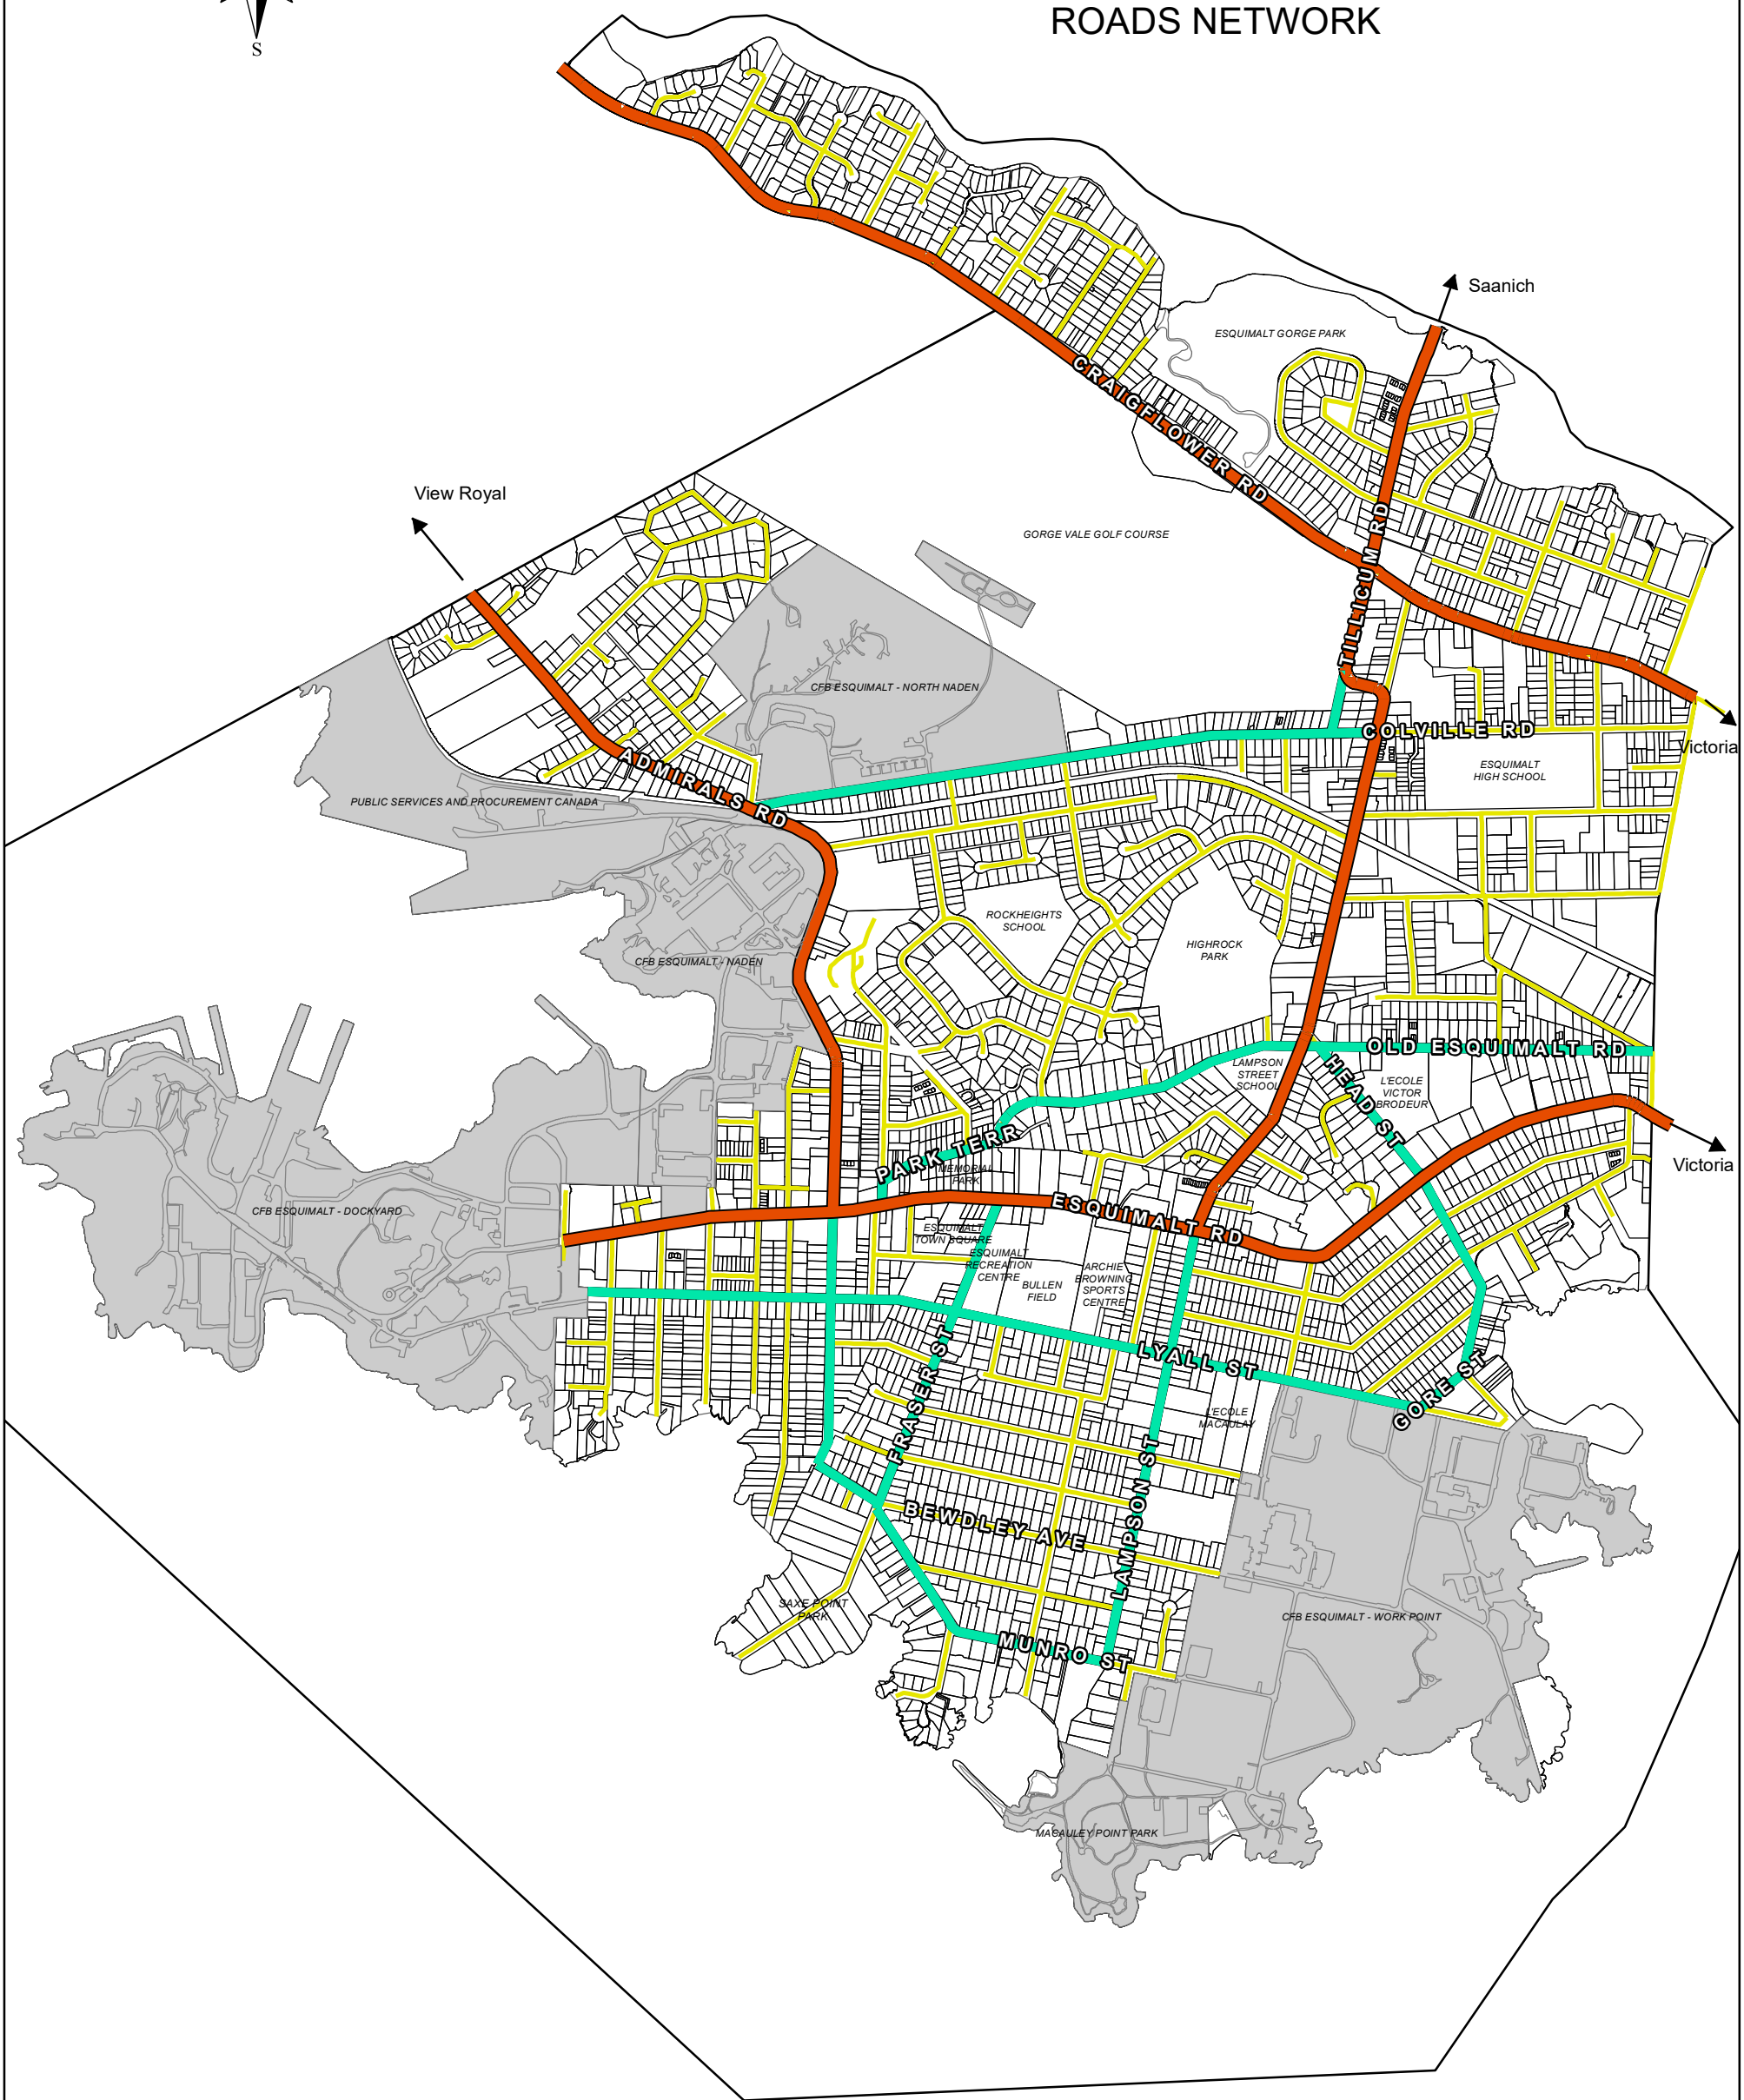 ROADS NETWORK
S
Saanich
ESQUIMALT GORGE PARK
CRAIGFLOWER RD
View Royal
TILLICUM RD
GORGE VALE GOLF COURSE
CFB ESQUIMALT - NORTH NADEN
COLVILLE RD
Victoria
ADMIRALS RD
ESQUIMALT
HIGH SCHOOL
PUBLIC SERVICES AND PROCUREMENT CANADA
ROCKHEIGHTS
SCHOOL
HIGHROCK
PARK
CFB ESQUIMALT - NADEN
OLD ESQUIMALT RD
LAMPSON
STREET
SCHOOL
HEAD ST
L'ECOLE
VICTOR
BRODEUR
PARK TERR
MEMORIAL
PARK
Victoria
CFB ESQUIMALT - DOCKYARD
ESQUIMALT RD
ESQUIMALT
TOWN SQUARE
ESQUIMALT
RECREATION
CENTRE
BULLEN
FIELD
ARCHIE
BROWNING
SPORTS
CENTRE
LYALL ST
FRASER ST
GORE ST
L'ECOLE
MACAULAY
LAMPSON ST
BEWDLEY AVE
SAXE POINT
PARK
CFB ESQUIMALT - WORK POINT
MUNRO ST
MACAULEY POINT PARK